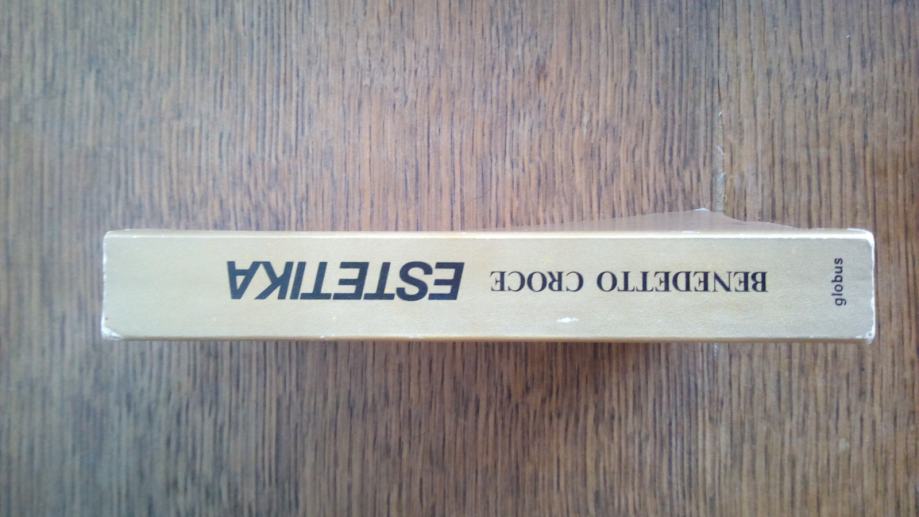 BENEDETTO CROCE
ESTETIKA
globus